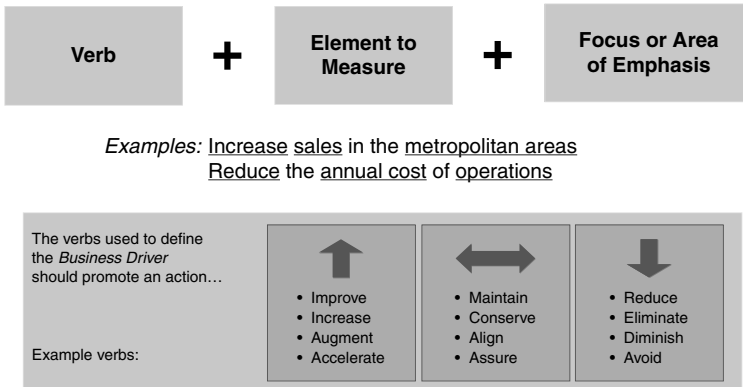 Verb
+
Element to
Measure
+
Focus or Area
of Emphasis
Examples: Increase sales in the metropolitan areas
Reduce the annual cost of operations
The verbs used to define
the Business Driver
should promote an action…
Example verbs:
• Improve
• Increase
• Augment
• Accelerate
• Maintain
• Conserve
• Align
• Assure
• Reduce
• Eliminate
• Diminish
• Avoid